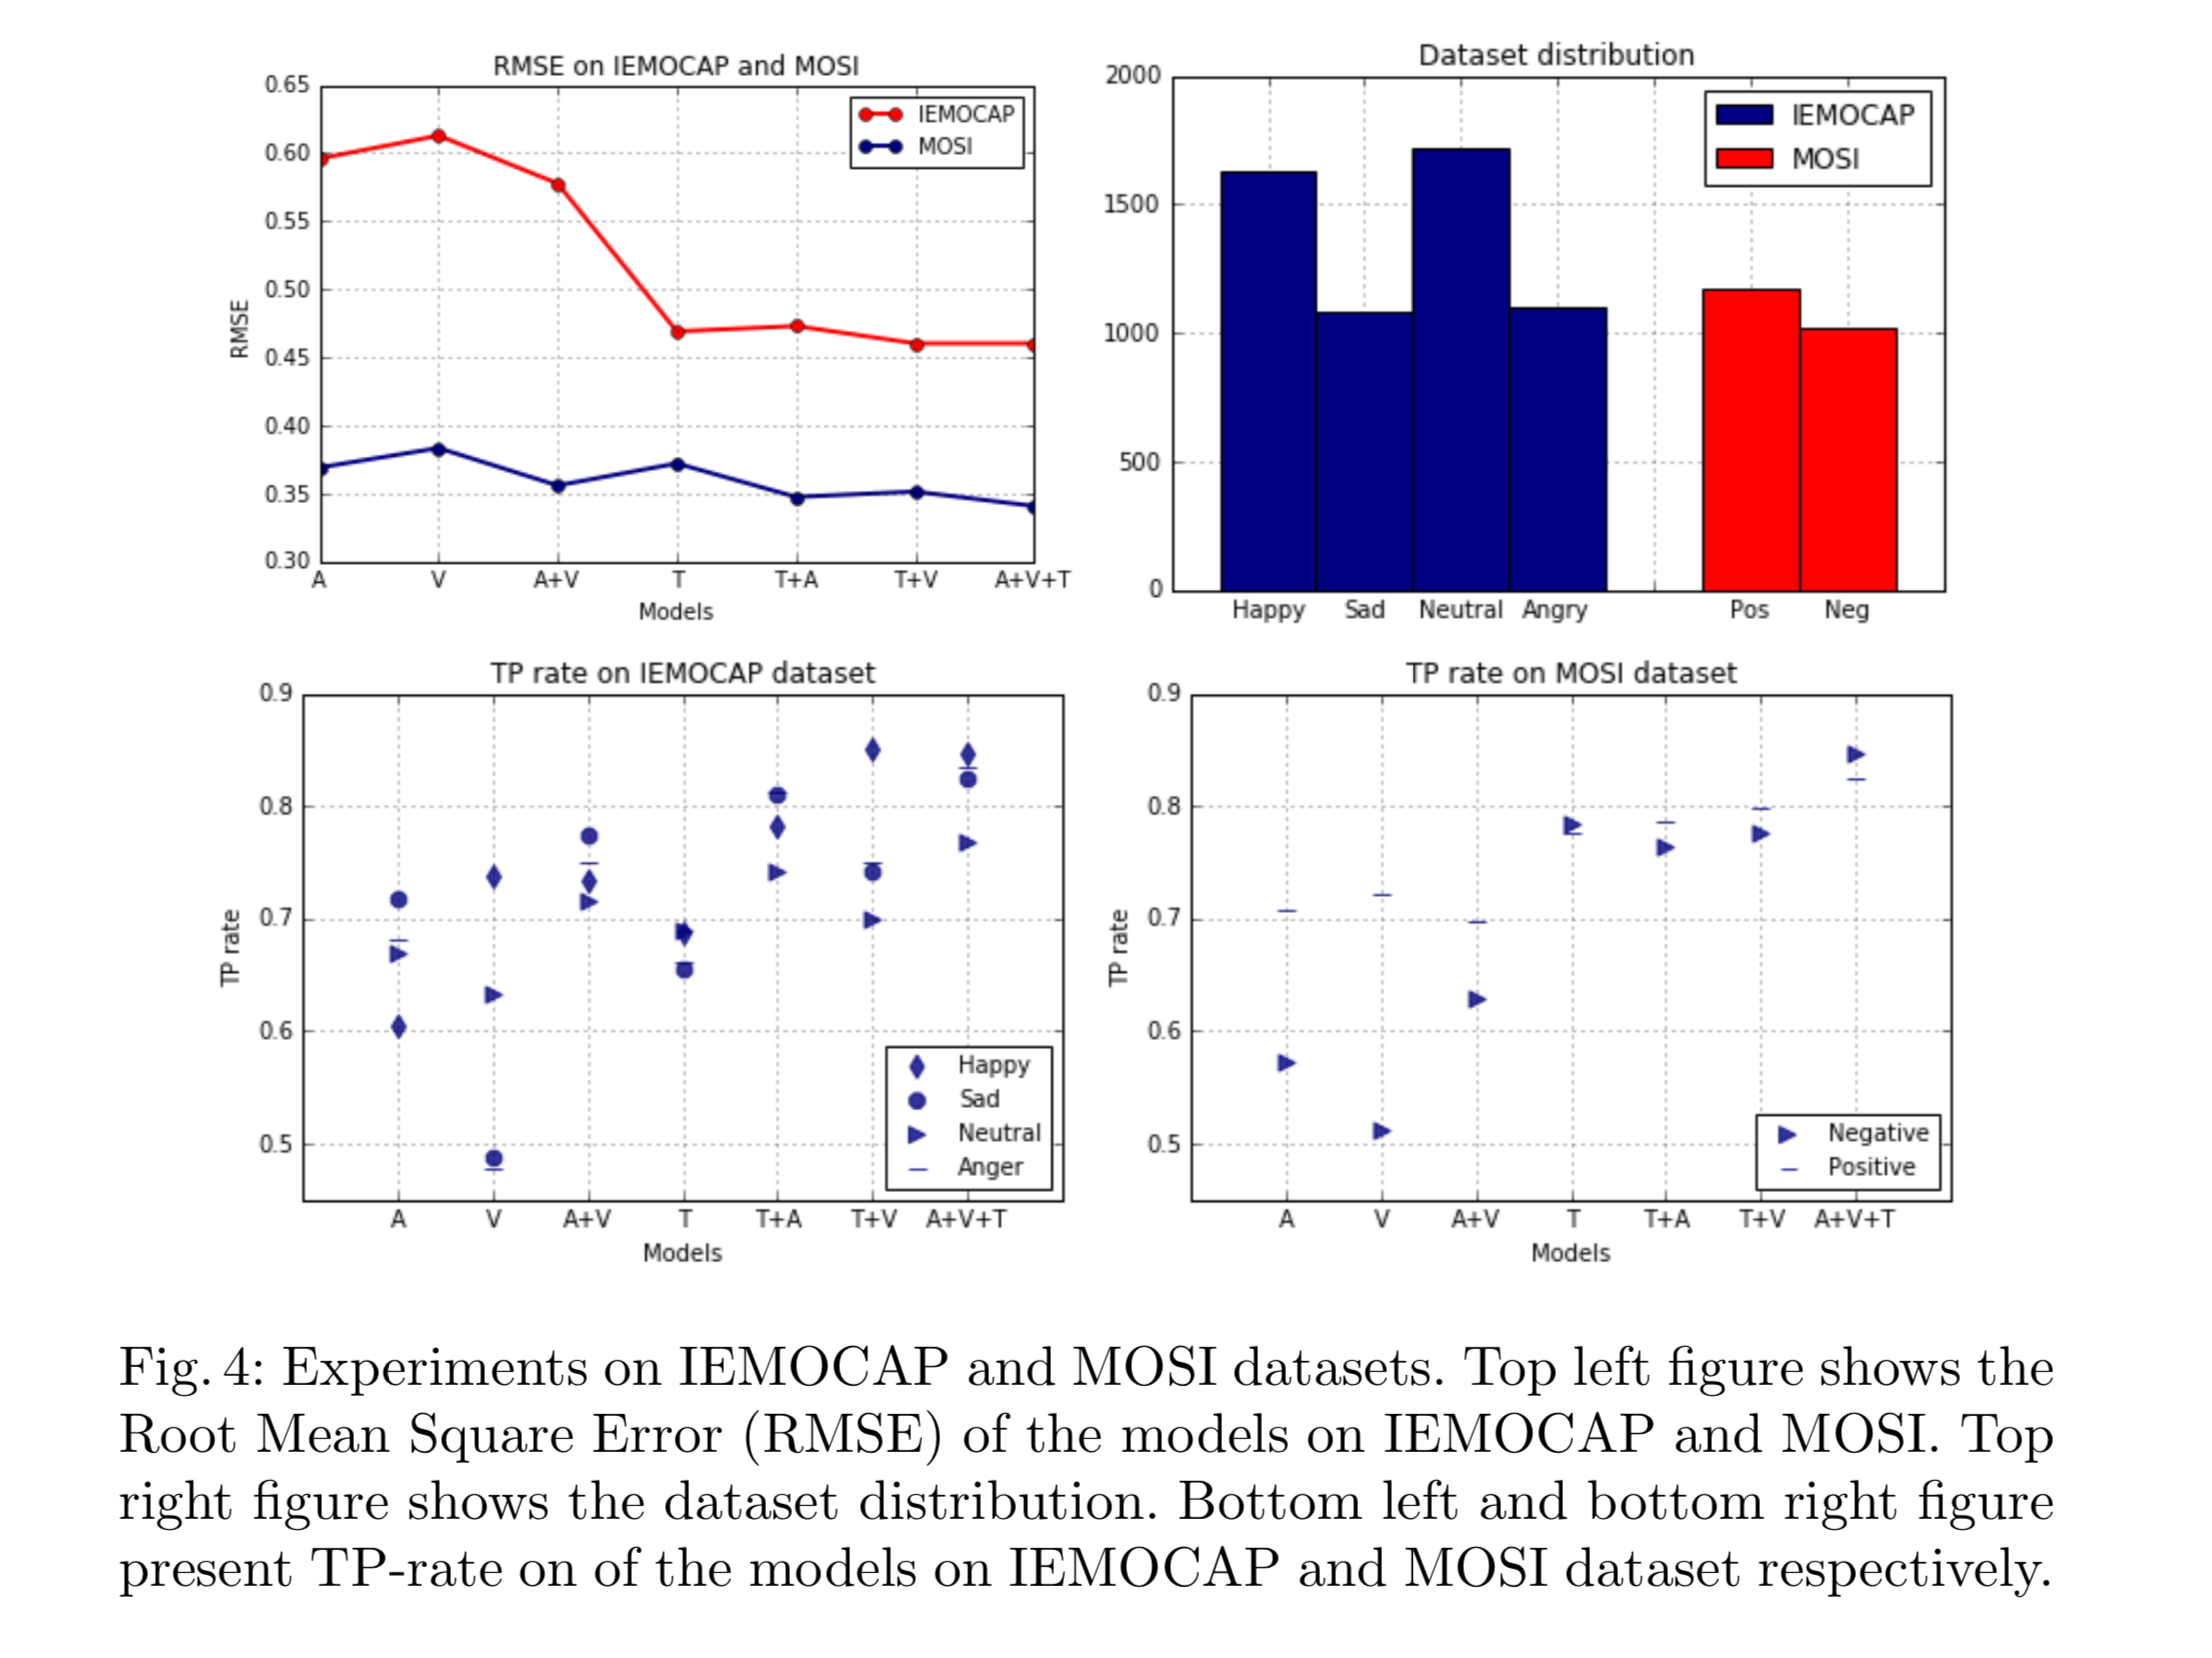 RMSE on IEMOCAP and MOSI
0.65
0.60
0.55
0.50
0.45
0.40
0.35
0.30
RMSE
IEMOCAP
MOSI
A V A+V T T+A T+V A+V+T
Models
Dataset distribution
2000
1500
1000
500
0
IEMOCAP
MOSI
Happy Sad Neutral Angry Pos Neg
TP rate on IEMOCAP dataset
0.9
0.8
0.7
0.6
0.5
TP rate
Happy
Sad
Neutral
Anger
A V A+V T T+A T+V A+V+T
Models
TP rate on MOSI dataset
0.9
0.8
0.7
0.6
0.5
TP rate
Negative
Positive
A V A+V T T+A T+V A+V+T
Models
Fig. 4: Experiments on IEMOCAP and MOSI datasets. Top left figure shows the
Root Mean Square Error (RMSE) of the models on IEMOCAP and MOSI. Top
right figure shows the dataset distribution. Bottom left and bottom right figure
present TP-rate on of the models on IEMOCAP and MOSI dataset respectively.